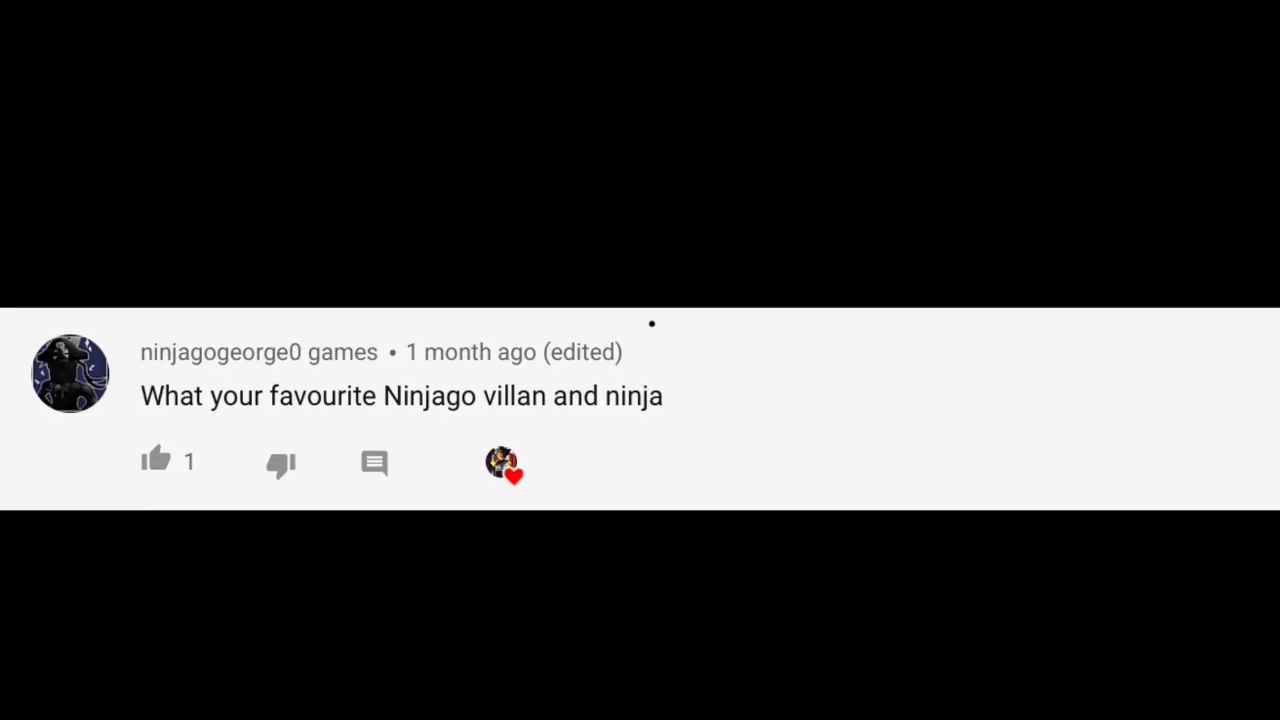 ninjagogeorge0 games • 1 month ago (edited)
What your favourite Ninjago villan and ninja
1